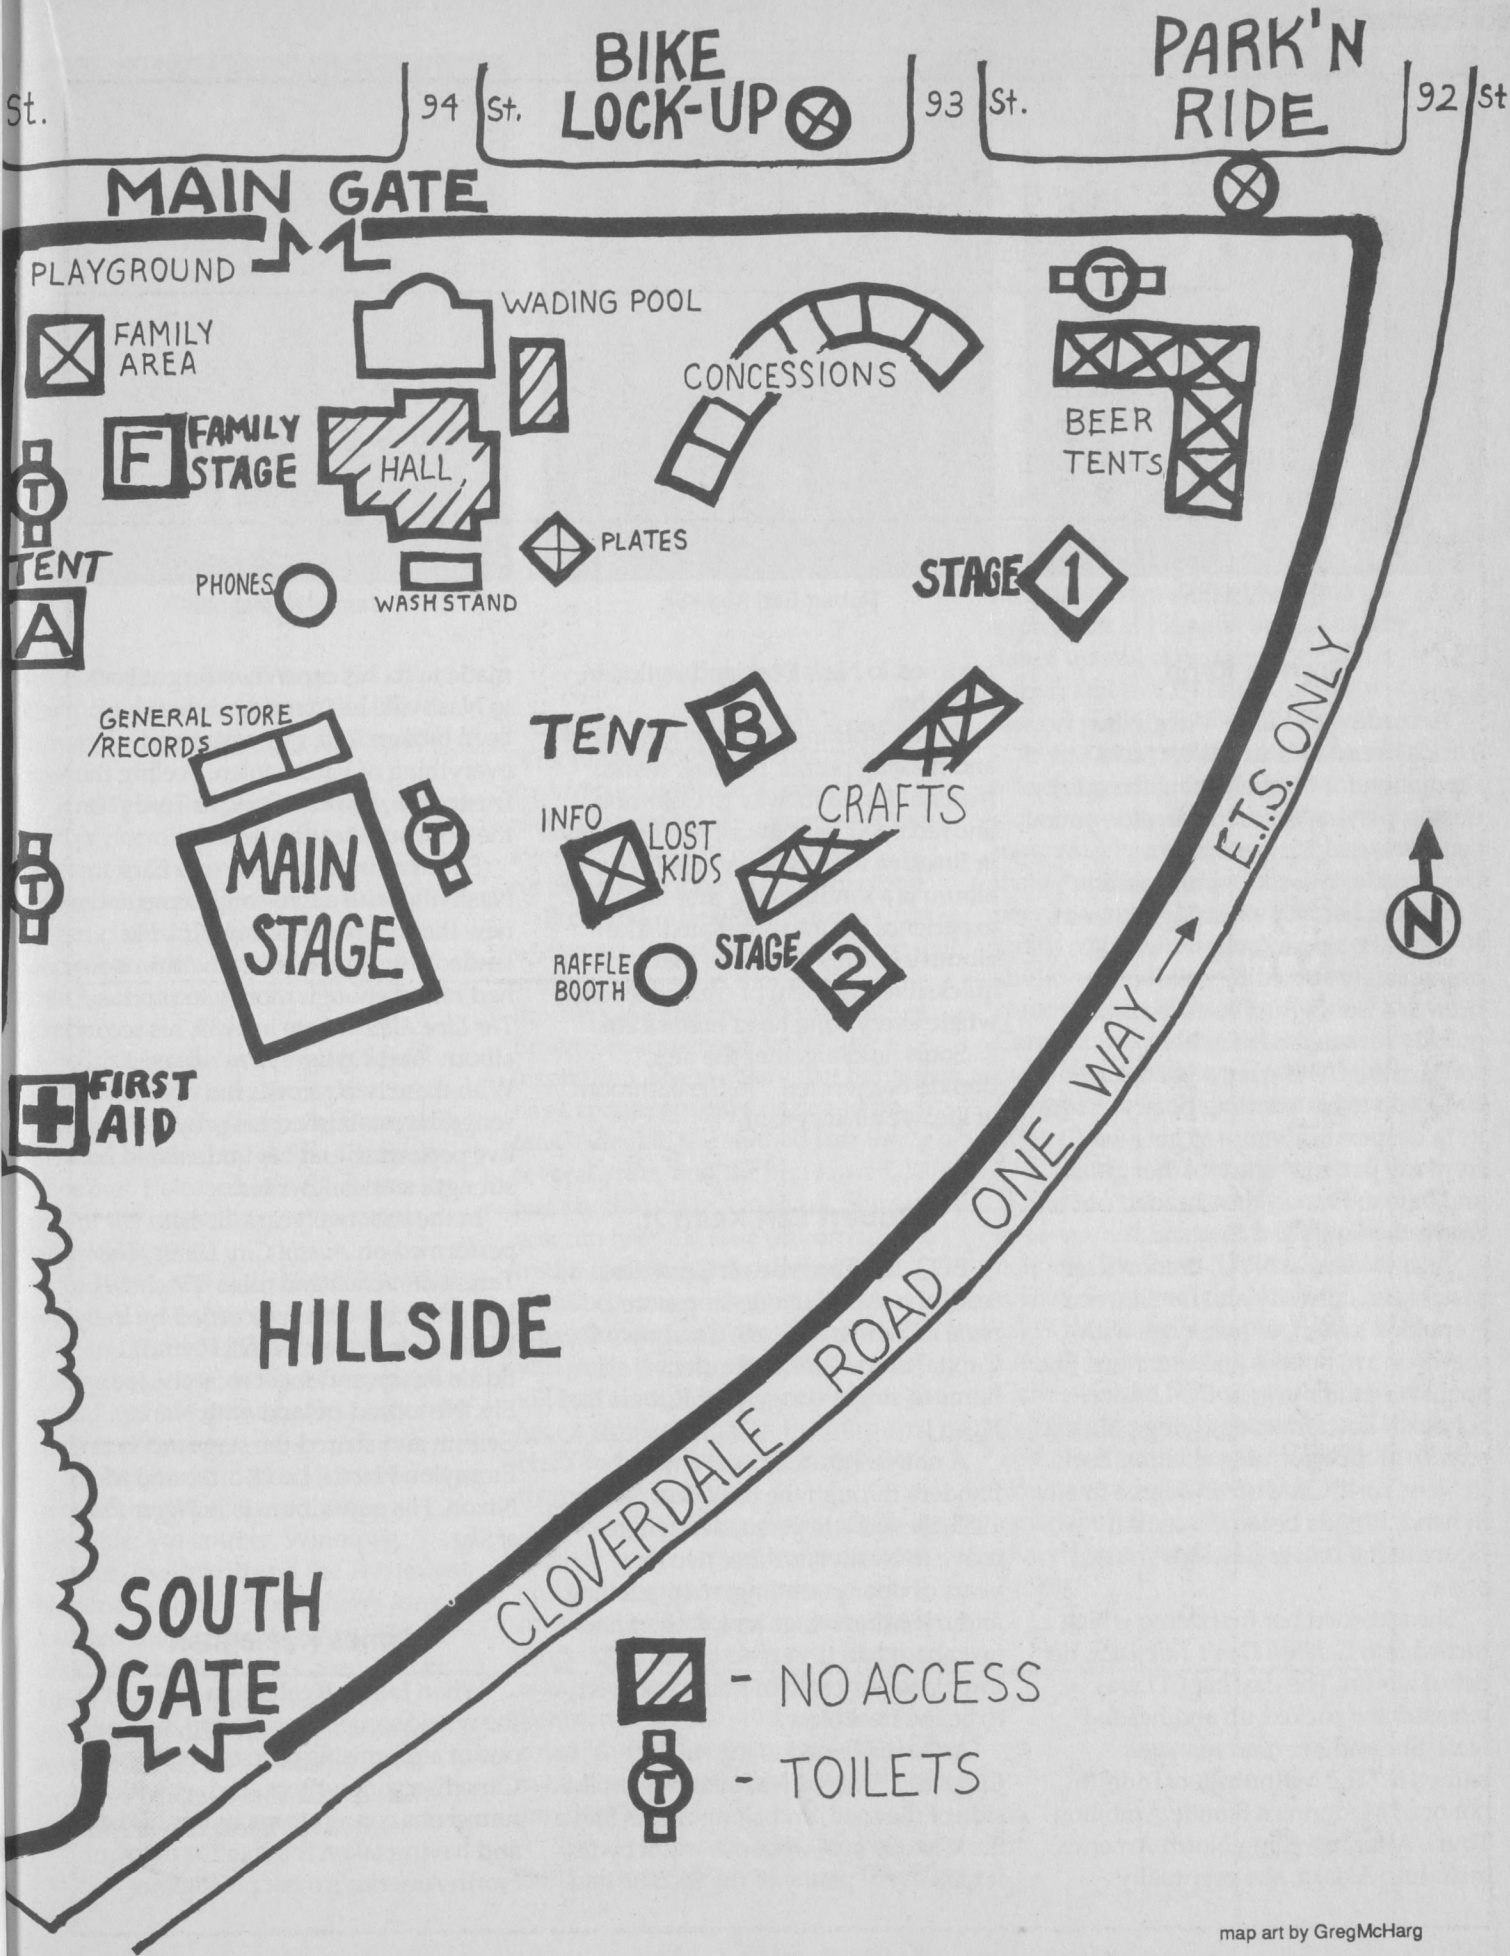 St.
94 St.
BIKE
LOCK-UP
93 St.
PARK'N
RIDE
92 St
MAIN GATE
PLAYGROUND
FAMILY
AREA
WADING POOL
CONCESSIONS
T
BEER
TENTS
F
FAMILY
STAGE
HALL
T
TENT
A
PHONES
WASH STAND
PLATES
STAGE 1
GENERAL STORE
/RECORDS
TENT B
CRAFTS
INFO
LOST
KIDS
T
T
MAIN
STAGE
RAFFLE
BOOTH
STAGE 2
N
FIRST
AID
HILLSIDE
CLOVERDALE ROAD ONE WAY E.T.S. ONLY
SOUTH
GATE
- NO ACCESS
T - TOILETS
map art by GregMcHarg